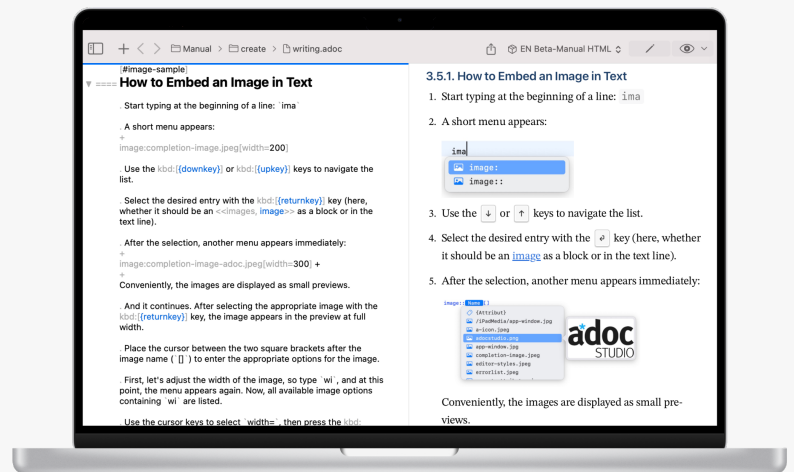 Manual > create > writing.adoc
EN Beta-Manual HTML
[#image-sample]
==== How to Embed an Image in Text
. Start typing at the beginning of a line: `ima`
. A short menu appears:
+
image:completion-image.jpeg[width=200]
. Use the kbd:[{downkey}] or kbd:[{upkey}] keys to navigate the
list.
. Select the desired entry with the kbd:[{returnkey}] key (here,
whether it should be an <<images, image>> as a block or in the
text line).
. After the selection, another menu appears immediately:
+
image:completion-image-adoc.jpeg[width=300] +
+
Conveniently, the images are displayed as small previews.
. And it continues. After selecting the appropriate image with the
kbd:[{returnkey}] key, the image appears in the preview at full
width.
. Place the cursor between the two square brackets after the
image name (`[]`) to enter the appropriate options for the image.
. First, let's adjust the width of the image, so type `wi`, and at this
point, the menu appears again. Now, all available image options
containing `wi` are listed.
. Use the cursor keys to select `width=`, then press the kbd:
3.5.1. How to Embed an Image in Text
1. Start typing at the beginning of a line: ima
2. A short menu appears:
ima
image:
image::
3. Use the ↓ or ↑ keys to navigate the list.
4. Select the desired entry with the ⏎ key (here, whether
it should be an image as a block or in the text line).
5. After the selection, another menu appears immediately:
image:: Name []
{Attribut}
/iPadMedia/app-window.jpg
a-icon.jpeg
adocstudio.png
app-window.jpg
completion-image.jpeg
editor-styles.jpeg
errorlist.jpeg
adoc
STUDIO
Conveniently, the images are displayed as small pre-
views.